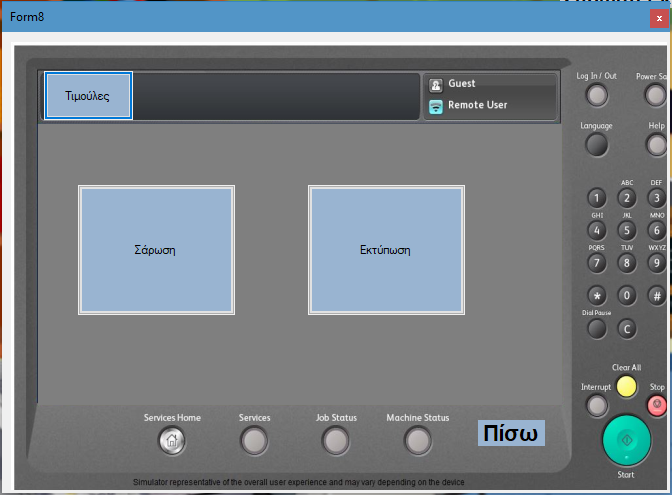 Form8
Τιμούλες
Guest
Remote User
Log In / Out
Language
Help
Σάρωση
Εκτύπωση
ABC DEF
1 2 3
GHI JKL MNO
4 5 6
PQRS TUV WXYZ
7 8 9
* 0 #
Dial Pause
C
Clear All
Interrupt Stop
Start
Services Home Services Job Status Machine Status
Πίσω
Simulator representative of the overall user experience and may vary depending on the device